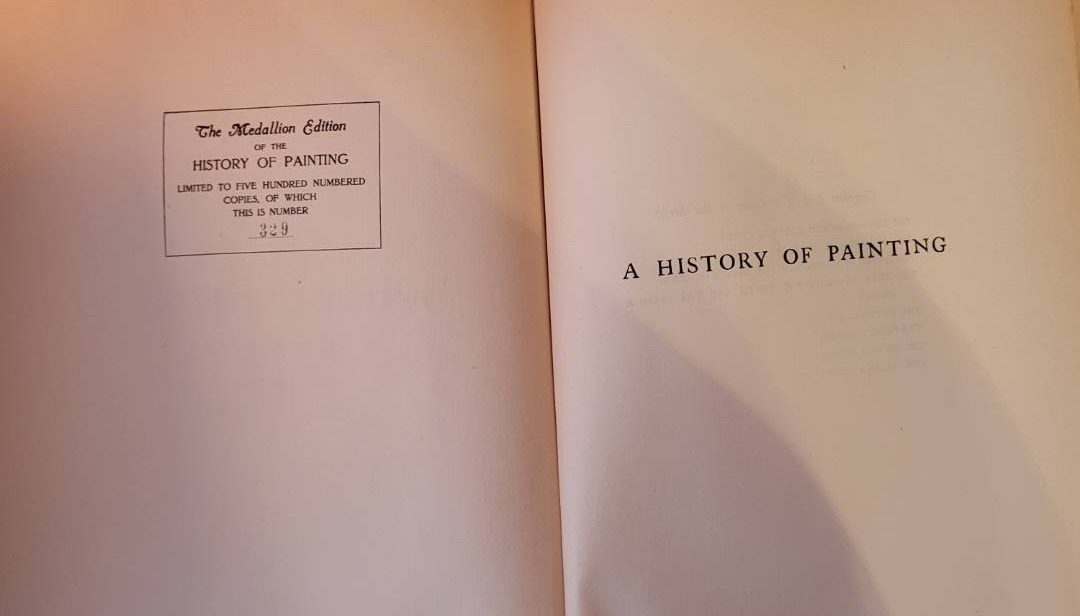 The Medallion Edition
OF THE
HISTORY OF PAINTING
LIMITED TO FIVE HUNDRED NUMBERED
COPIES, OF WHICH
THIS IS NUMBER
329
A HISTORY OF PAINTING